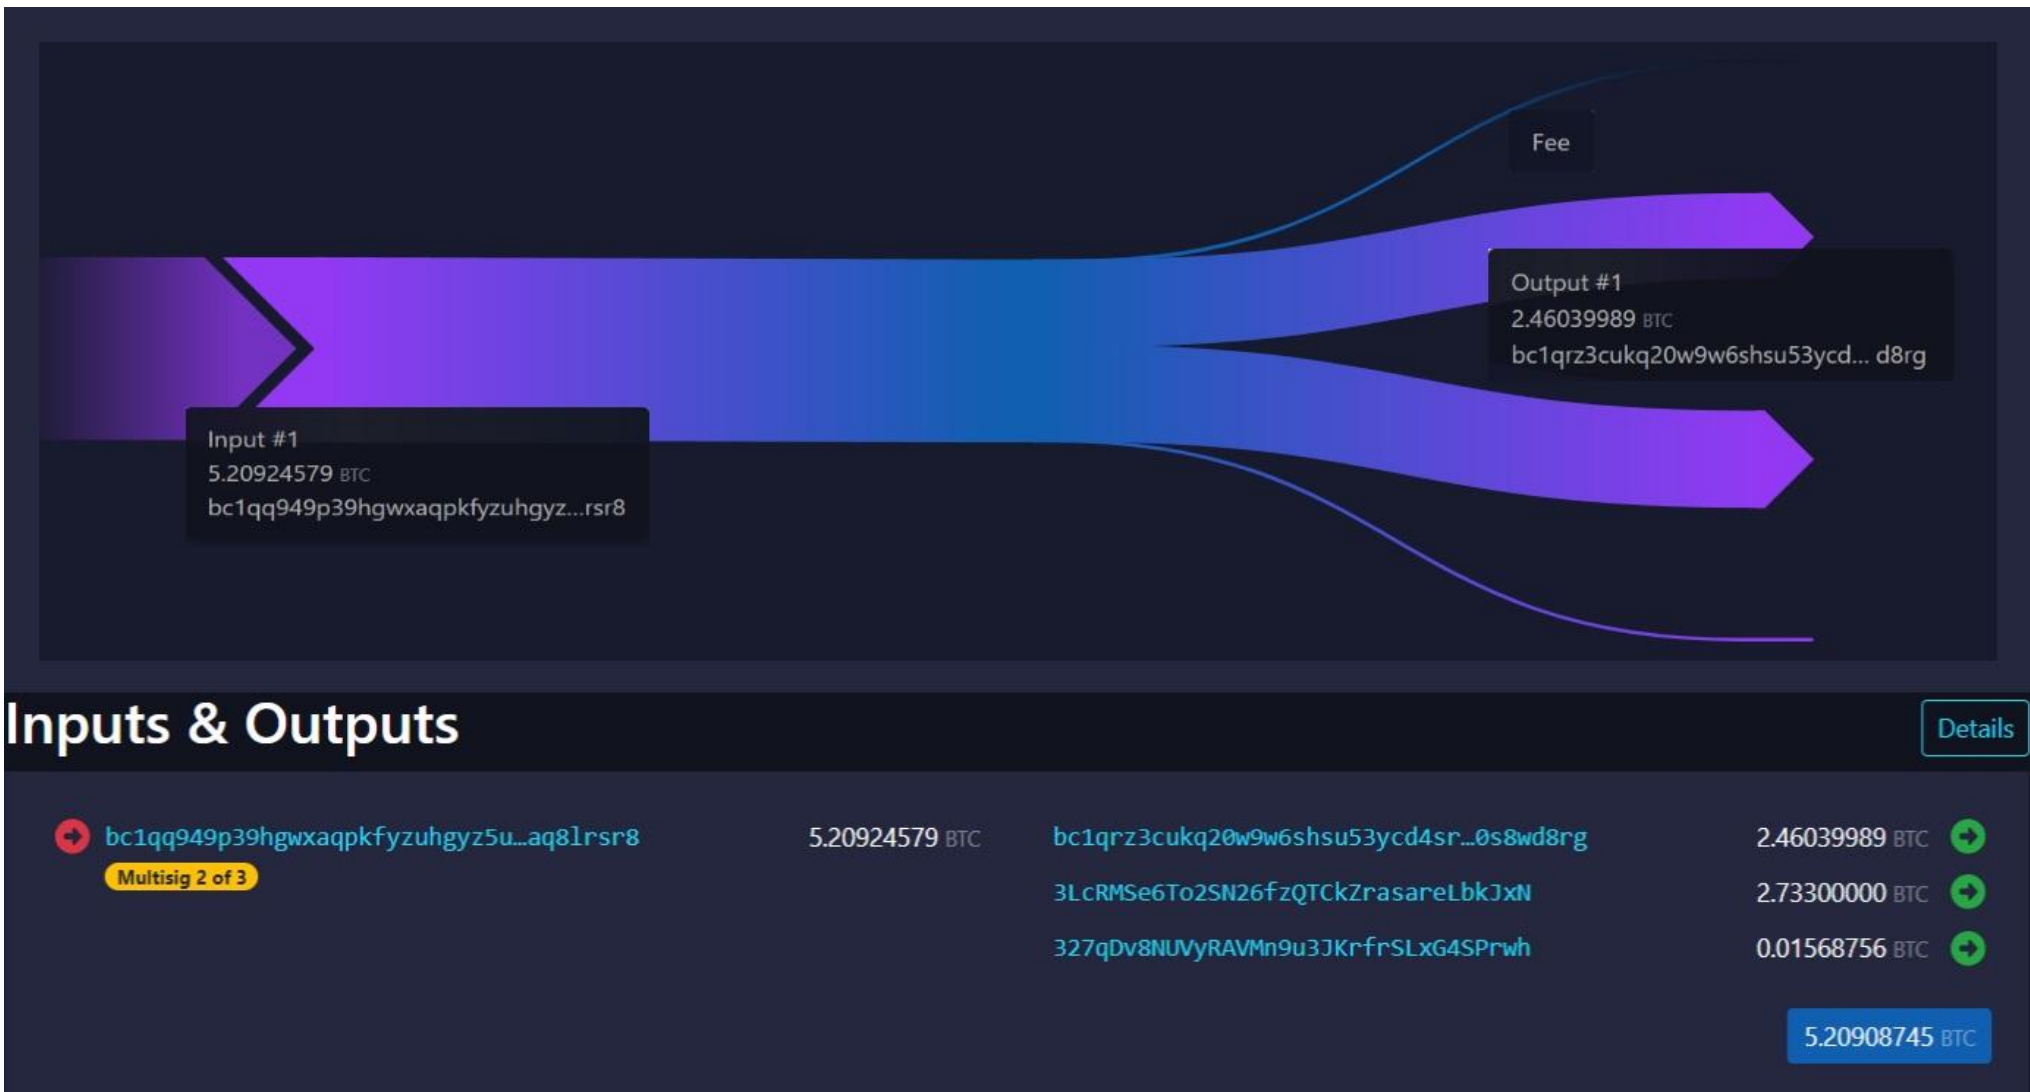 Fee
Output #1
2.46039989 BTC
bc1qrz3cukq20w9w6shsu53ycd... d8rg
Input #1
5.20924579 BTC
bc1qq949p39hgwxaqpkfyzuhgyz...rsr8
Inputs & Outputs
Details
bc1qq949p39hgwxaqpkfyzuhgyz5u…aq8lrsr8
5.20924579 BTC
Multisig 2 of 3
bc1qrz3cukq20w9w6shsu53ycd4sr…0s8wd8rg
2.46039989 BTC
3LcRMSe6To2SN26fzQTCkZrasareLbkJxN
2.73300000 BTC
327qDv8NUVyRAVMn9u3JKrfrSLxG4SPrwh
0.01568756 BTC
5.20908745 BTC